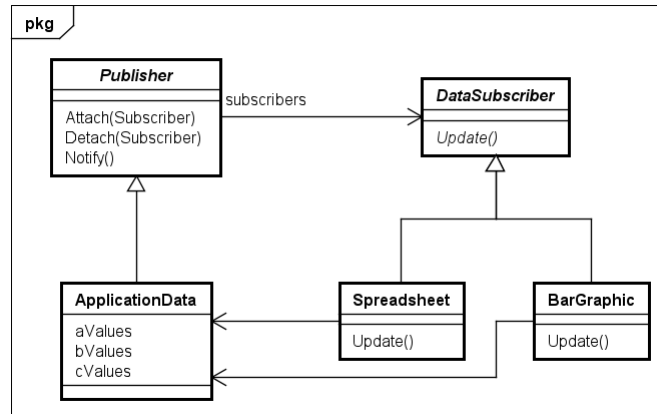 pkg
Publisher
Attach(Subscriber)
Detach(Subscriber)
Notify()
subscribers
DataSubscriber
Update()
ApplicationData
aValues
bValues
cValues
Spreadsheet
Update()
BarGraphic
Update()